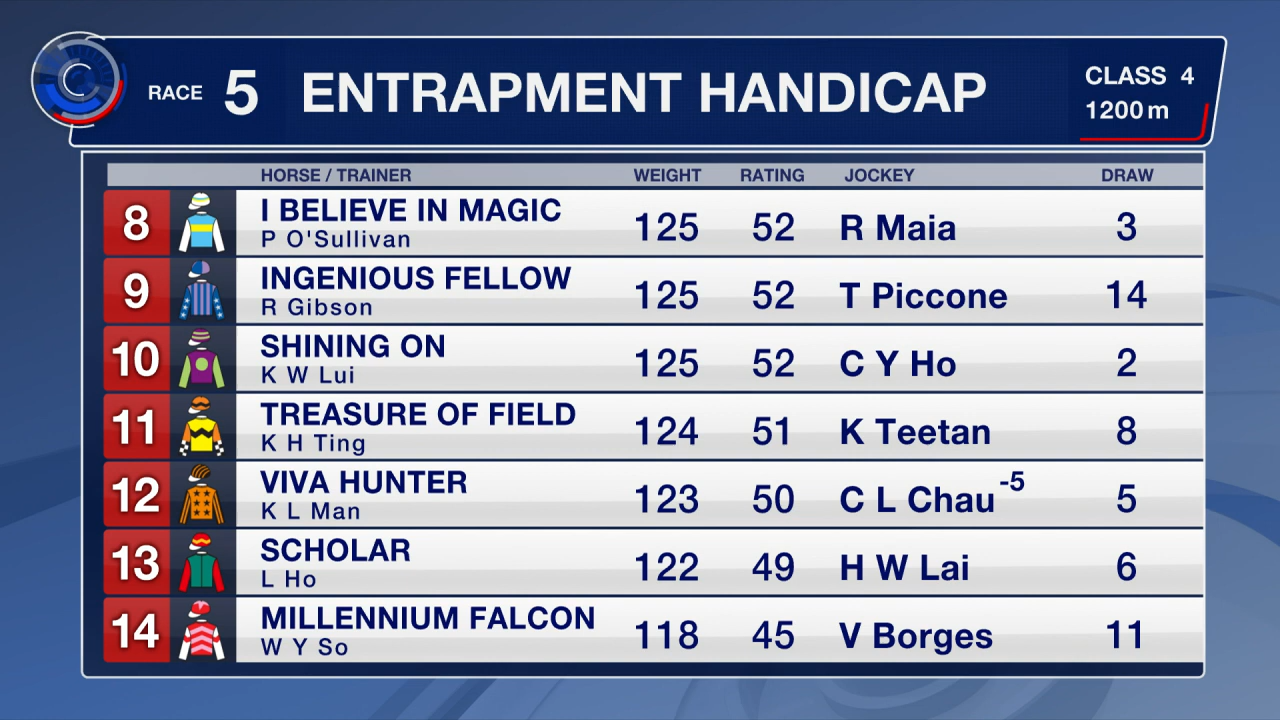 RACE 5 ENTRAPMENT HANDICAP
CLASS 4
1200m
HORSE / TRAINER WEIGHT RATING JOCKEY DRAW
8 I BELIEVE IN MAGIC 125 52 R Maia 3
P O'Sullivan
9 INGENIOUS FELLOW 125 52 T Piccone 14
R Gibson
10 SHINING ON 125 52 C Y Ho 2
K W Lui
11 TREASURE OF FIELD 124 51 K Teetan 8
K H Ting
12 VIVA HUNTER 123 50 C L Chau -5 5
K L Man
13 SCHOLAR 122 49 H W Lai 6
L Ho
14 MILLENNIUM FALCON 118 45 V Borges 11
W Y So